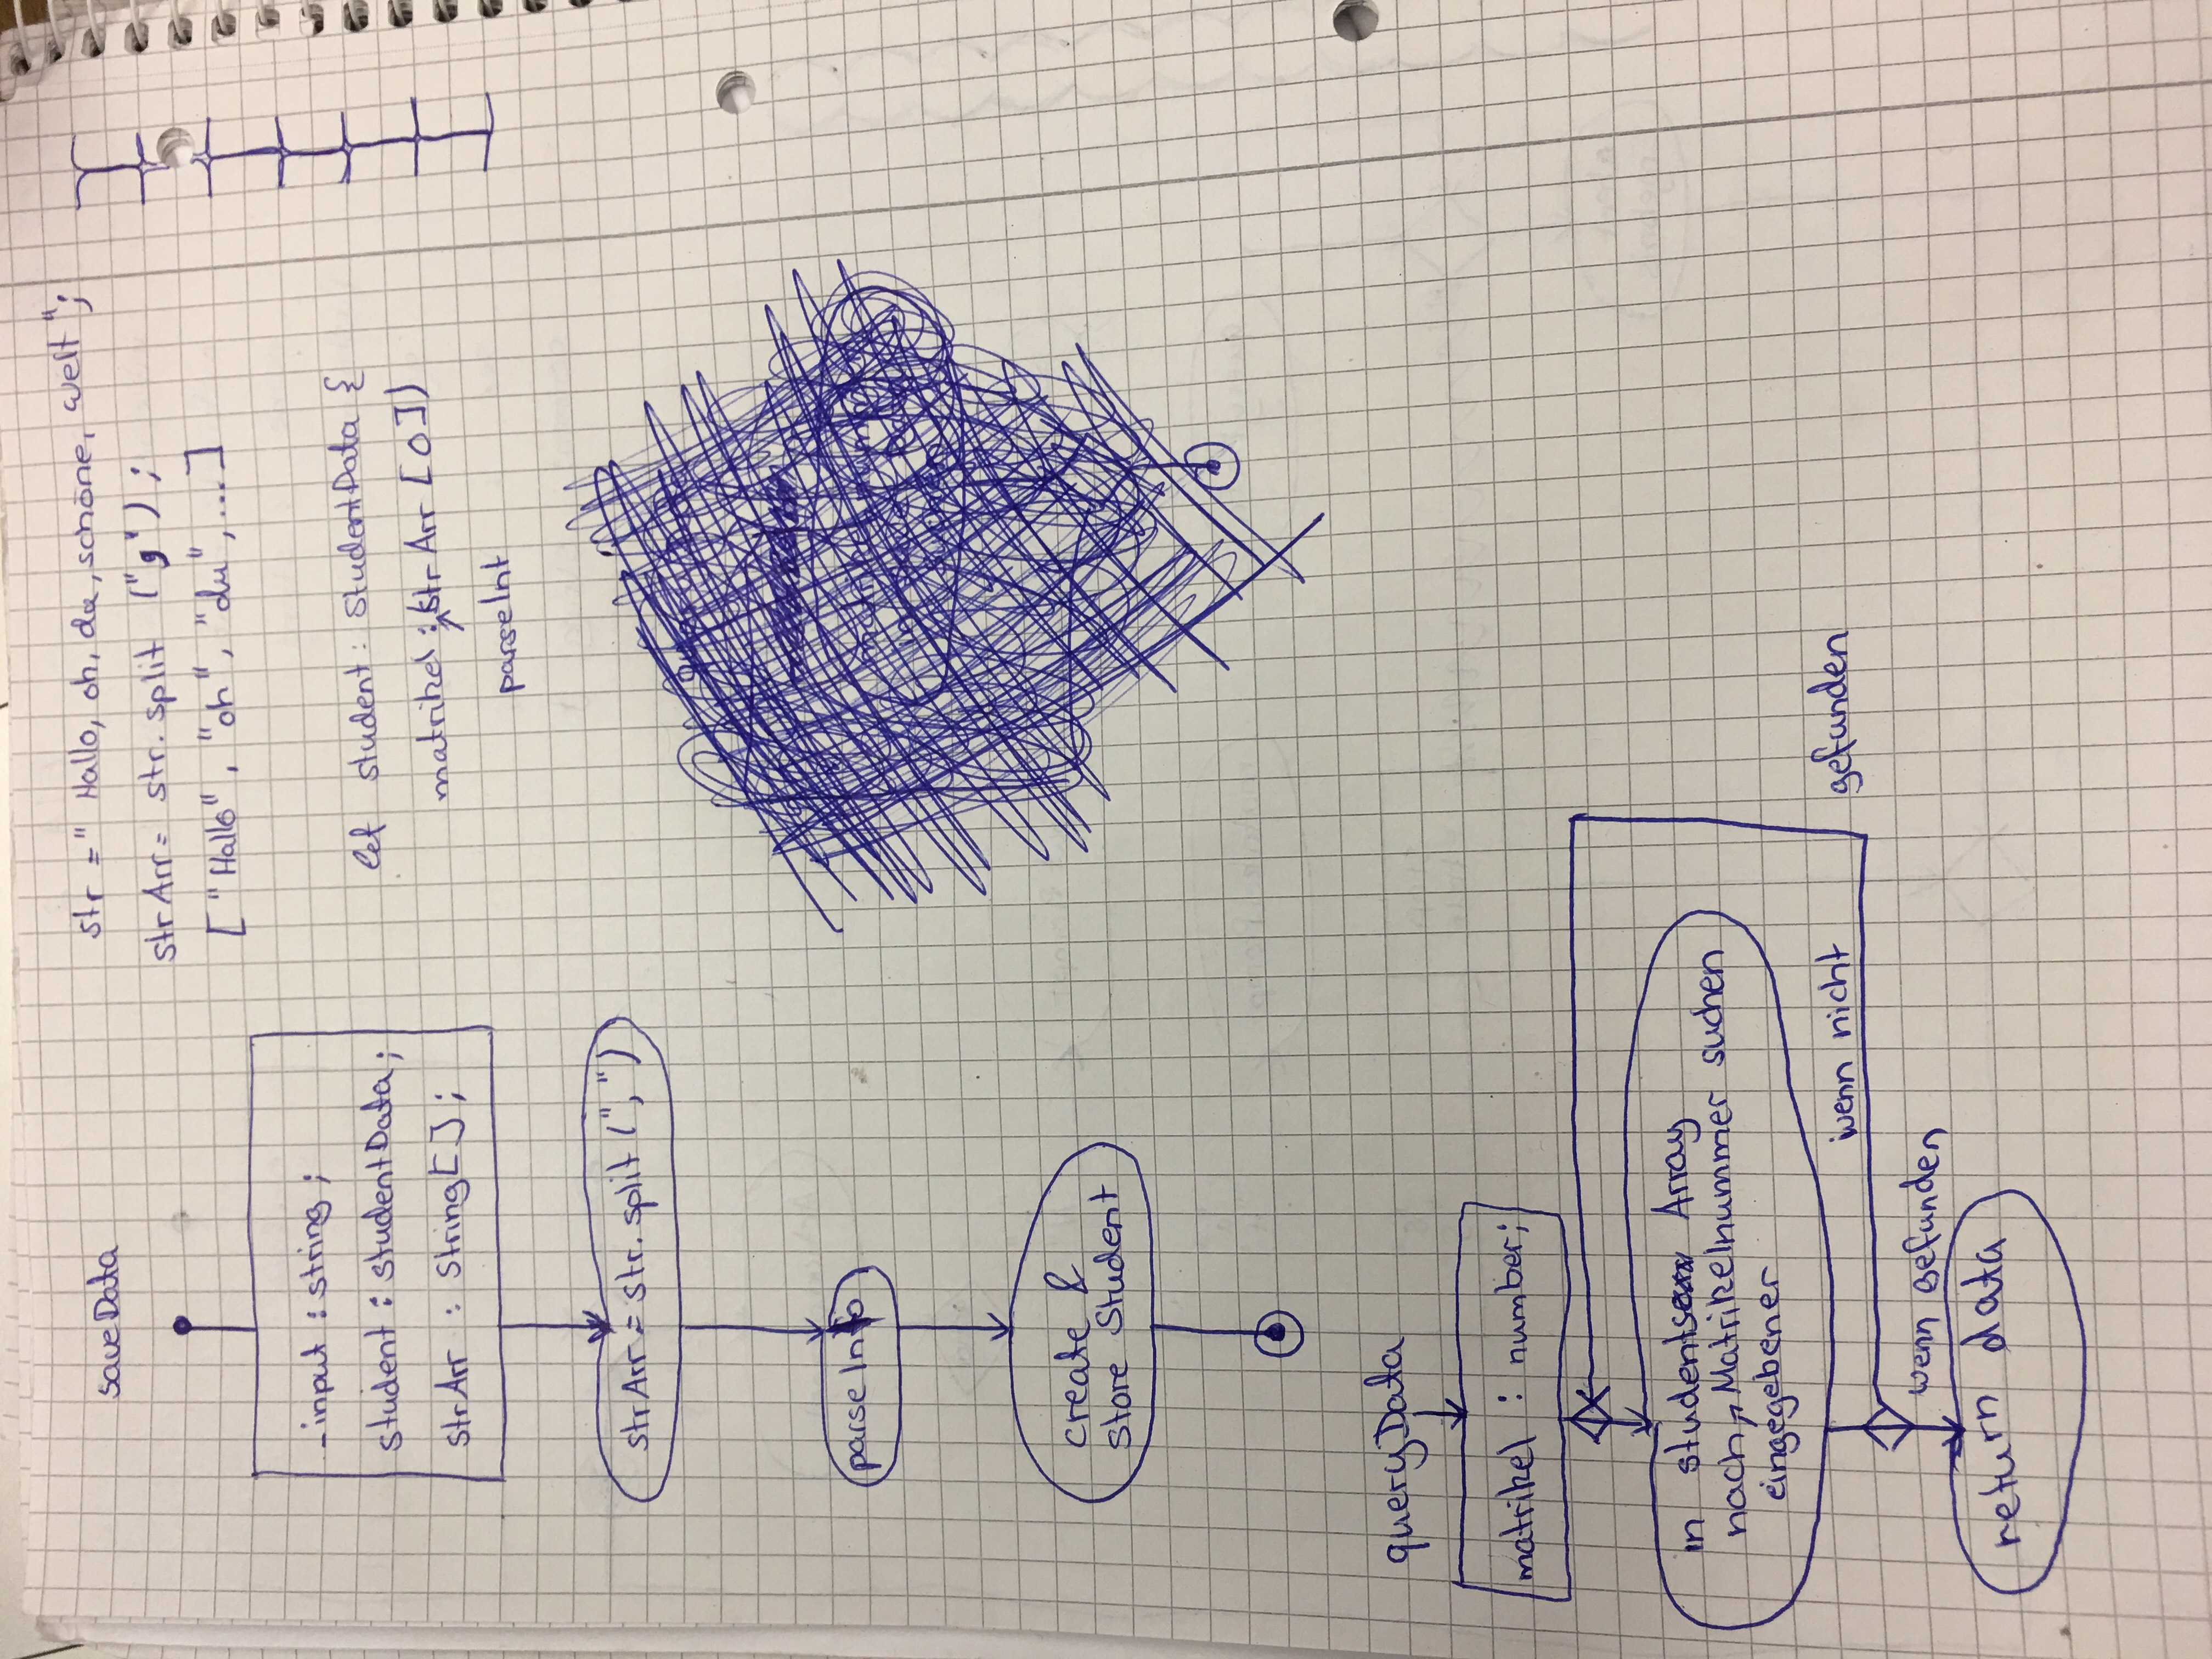 saveData
_input : string ;
student : studentData ;
strArr : String[] ;
strArr = str.split (",")
parseInfo
create &
store Student
str = " Hallo, oh, du, schöne, welt " ;
strArr = str. split (",") ;
[ "Hallo" , "oh" , "du" , ... ]
let student : StudentData {
matrikel : strArr [0])
parseInt
queryData
matrikel : number;
in students Array
nach Matrikelnummer suchen
eingegebener
wenn nicht gefunden
wenn gefunden
return data